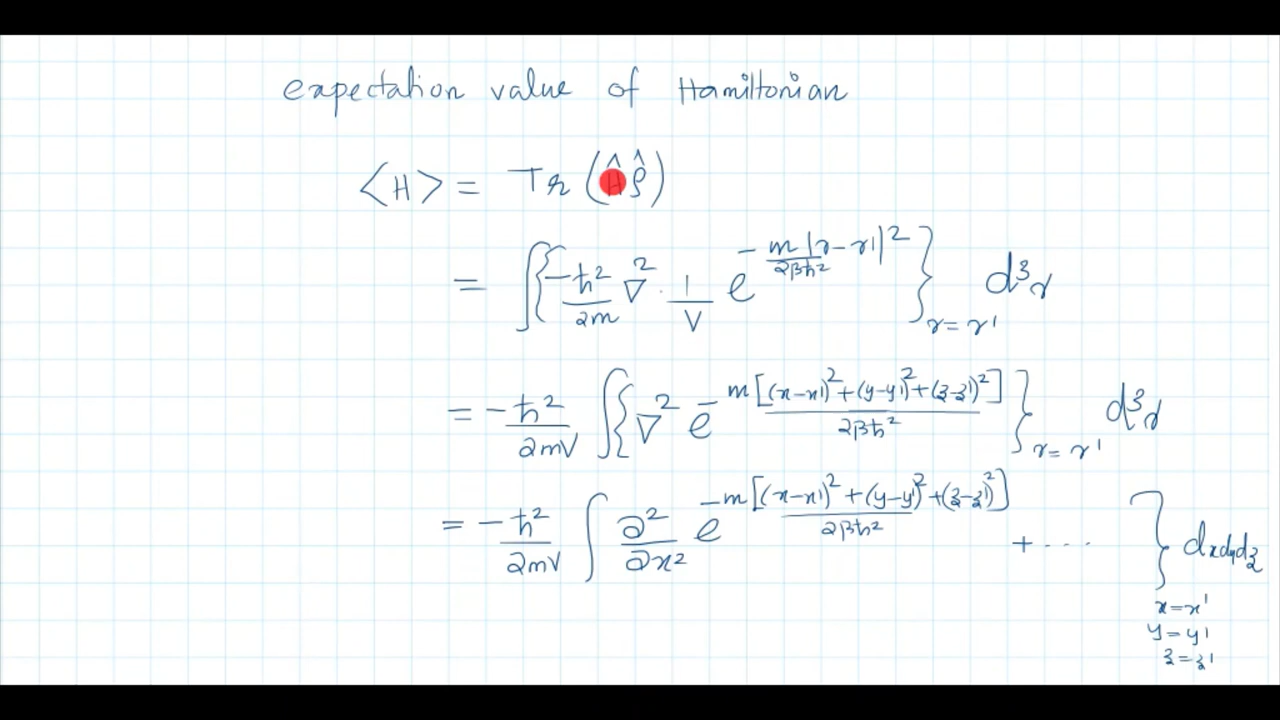 expectation value of Hamiltonian
<H> = Tr (Ĥρ̂)
= ∫{-ħ²/2m ∇² · 1/V e^{-m/2βħ² |r-r'|²}}_{r=r'} d³r
= -ħ²/2mV ∫{∇² e^{-m[(x-x')²+(y-y')²+(z-z')²]/2βħ²}}_{r=r'} d³r
= -ħ²/2mV ∫ ∂²/∂x² e^{-m[(x-x')²+(y-y')²+(z-z')²]/2βħ²} + ... }_{x=x' y=y' z=z'} dxdydz